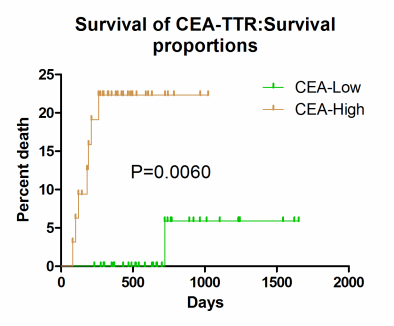 Survival of CEA-TTR:Survival
proportions
Percent death
25
20
15
10
5
0
CEA-Low
CEA-High
P=0.0060
0
500
1000
1500
2000
Days